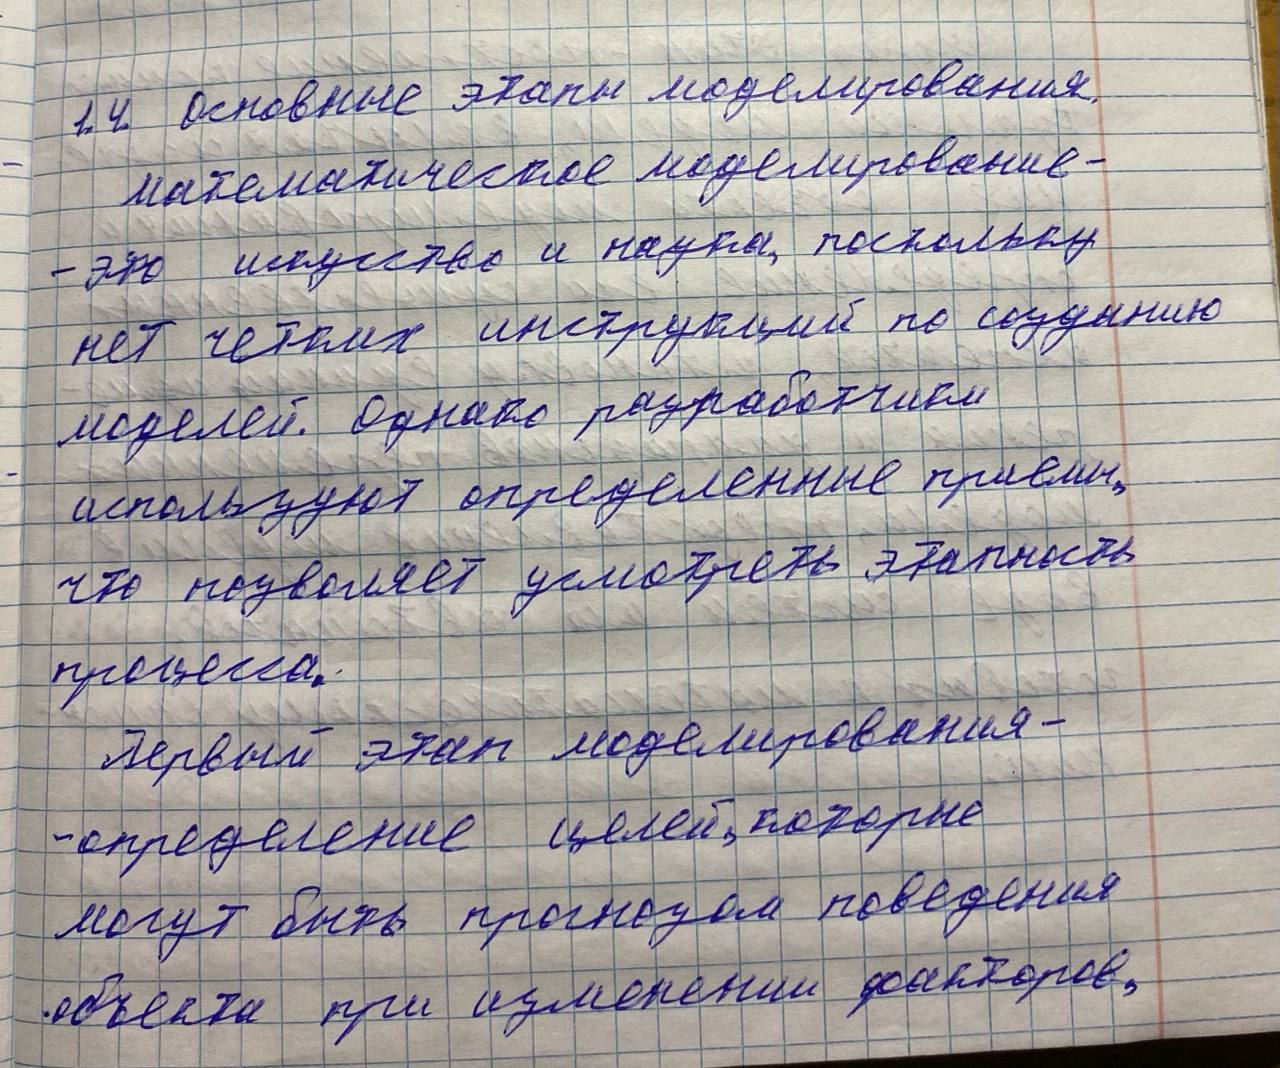 1.4. Основные этапы моделирования.
Математическое моделирование-
-это искусство и наука, поскольку
нет четких инструкций по созданию
моделей. Однако разработчики
используют определенные приемы,
что позволяет усмотреть этапность
процесса.
Первый этап моделирования-
-определение целей, которые
могут быть прогнозом поведения
объекта при изменении факторов,